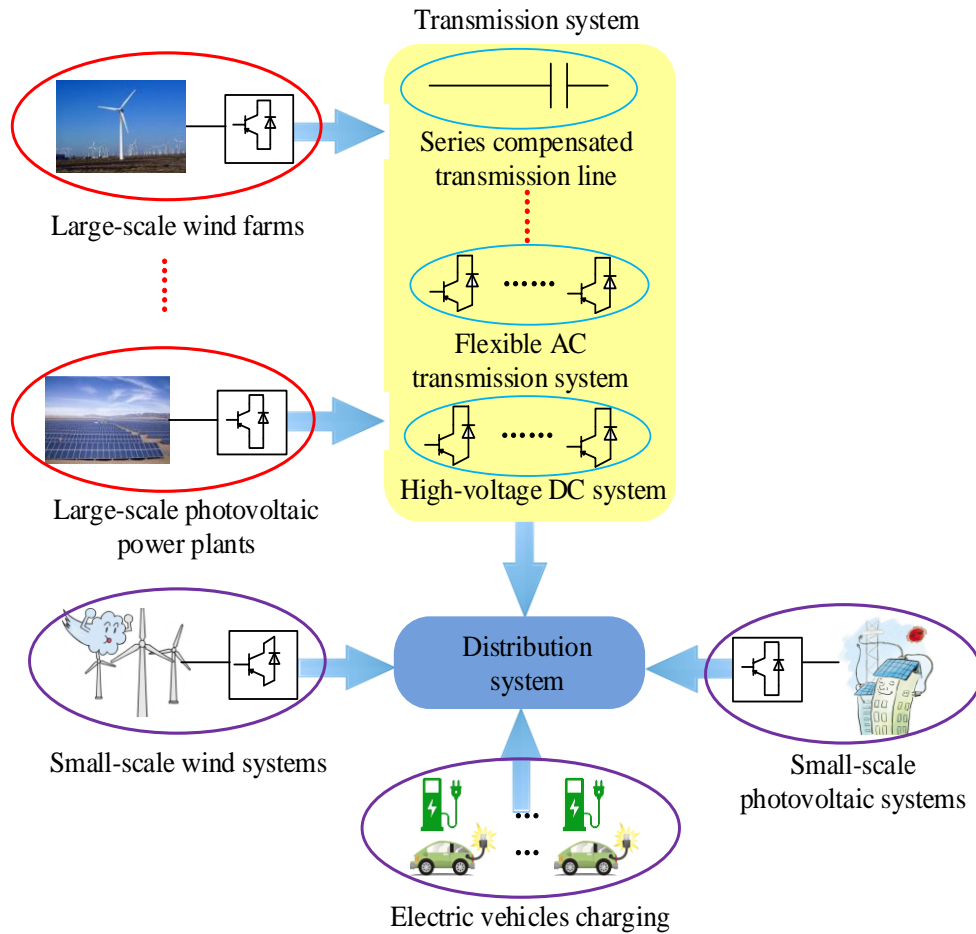 Transmission system
Series compensated
transmission line
Large-scale wind farms
Flexible AC
transmission system
High-voltage DC system
Large-scale photovoltaic
power plants
Distribution
system
Small-scale wind systems
Small-scale
photovoltaic systems
Electric vehicles charging